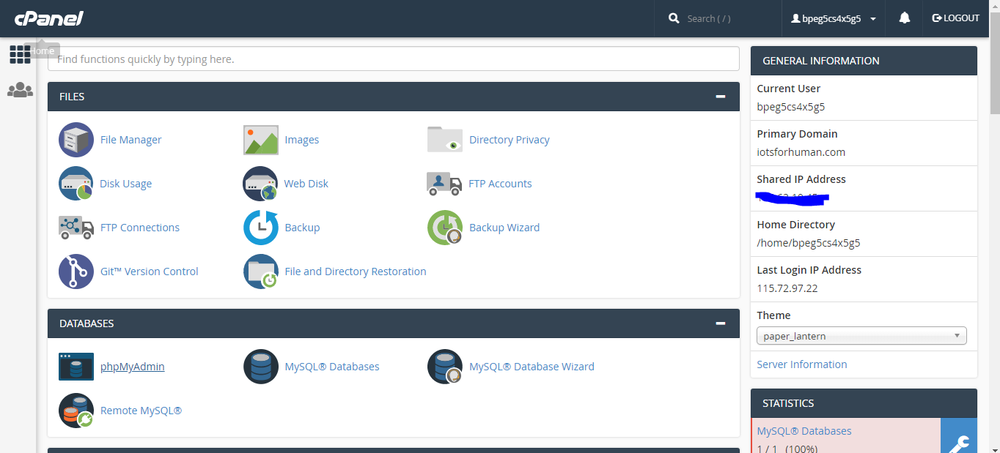 cPanel
Search ( / )
bpeg5cs4x5g5
LOGOUT
Home
Find functions quickly by typing here.
FILES
File Manager
Images
Directory Privacy
Disk Usage
Web Disk
FTP Accounts
FTP Connections
Backup
Backup Wizard
Git™ Version Control
File and Directory Restoration
DATABASES
phpMyAdmin
MySQL® Databases
MySQL® Database Wizard
Remote MySQL®
GENERAL INFORMATION
Current User
bpeg5cs4x5g5
Primary Domain
iotsforhuman.com
Shared IP Address
Home Directory
/home/bpeg5cs4x5g5
Last Login IP Address
115.72.97.22
Theme
paper_lantern
Server Information
STATISTICS
MySQL® Databases
1 / 1 (100%)